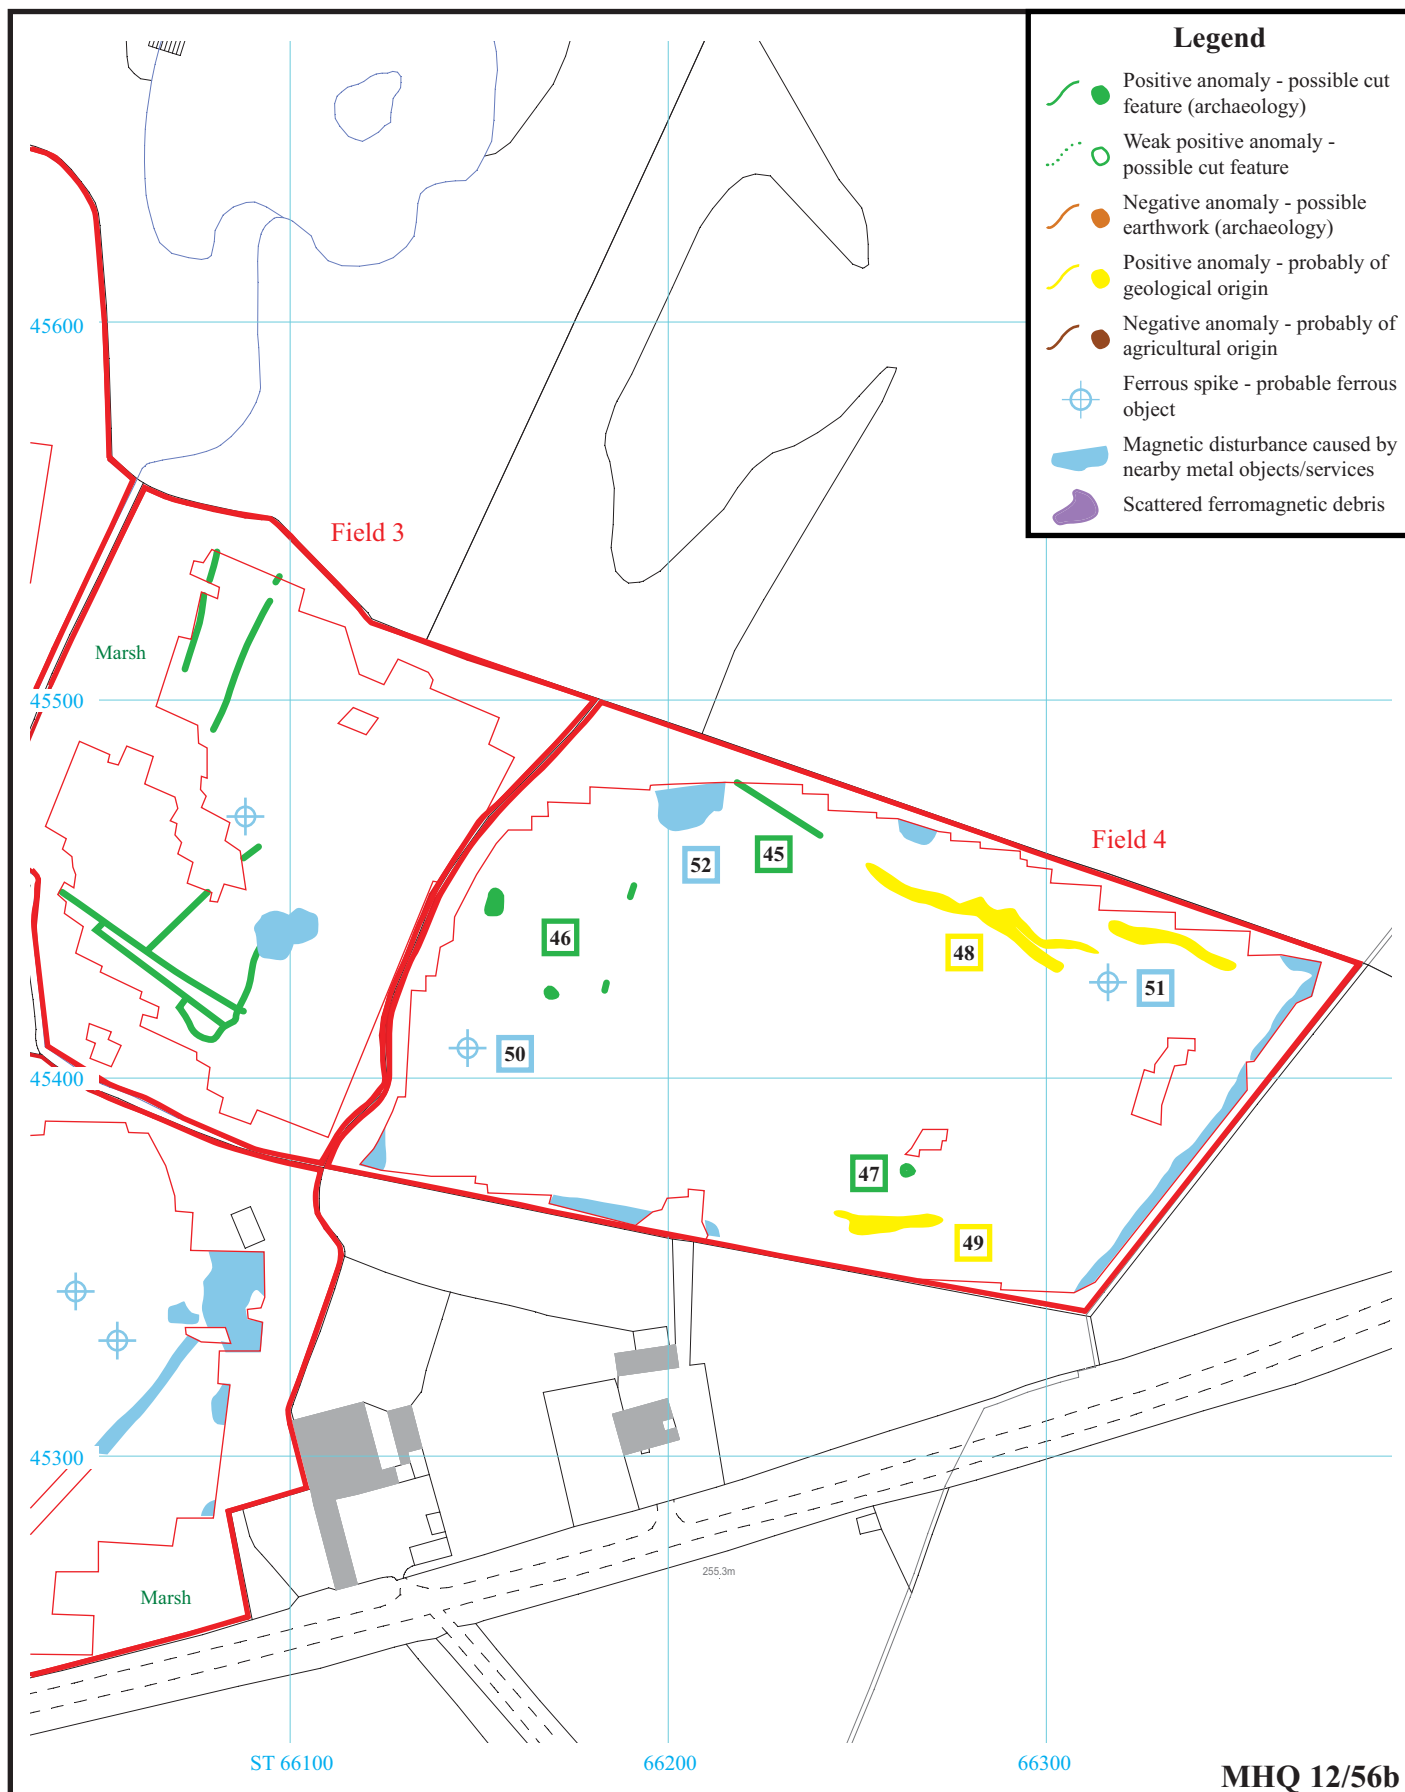 Legend
Positive anomaly - possible cut
feature (archaeology)
Weak positive anomaly -
possible cut feature
Negative anomaly - possible
earthwork (archaeology)
Positive anomaly - probably of
geological origin
Negative anomaly - probably of
agricultural origin
Ferrous spike - probable ferrous
object
Magnetic disturbance caused by
nearby metal objects/services
Scattered ferromagnetic debris
45600
Field 3
Marsh
45500
Field 4
52
45
46
48
51
50
45400
47
49
45300
255.3m
Marsh
ST 66100
66200
66300
MHQ 12/56b